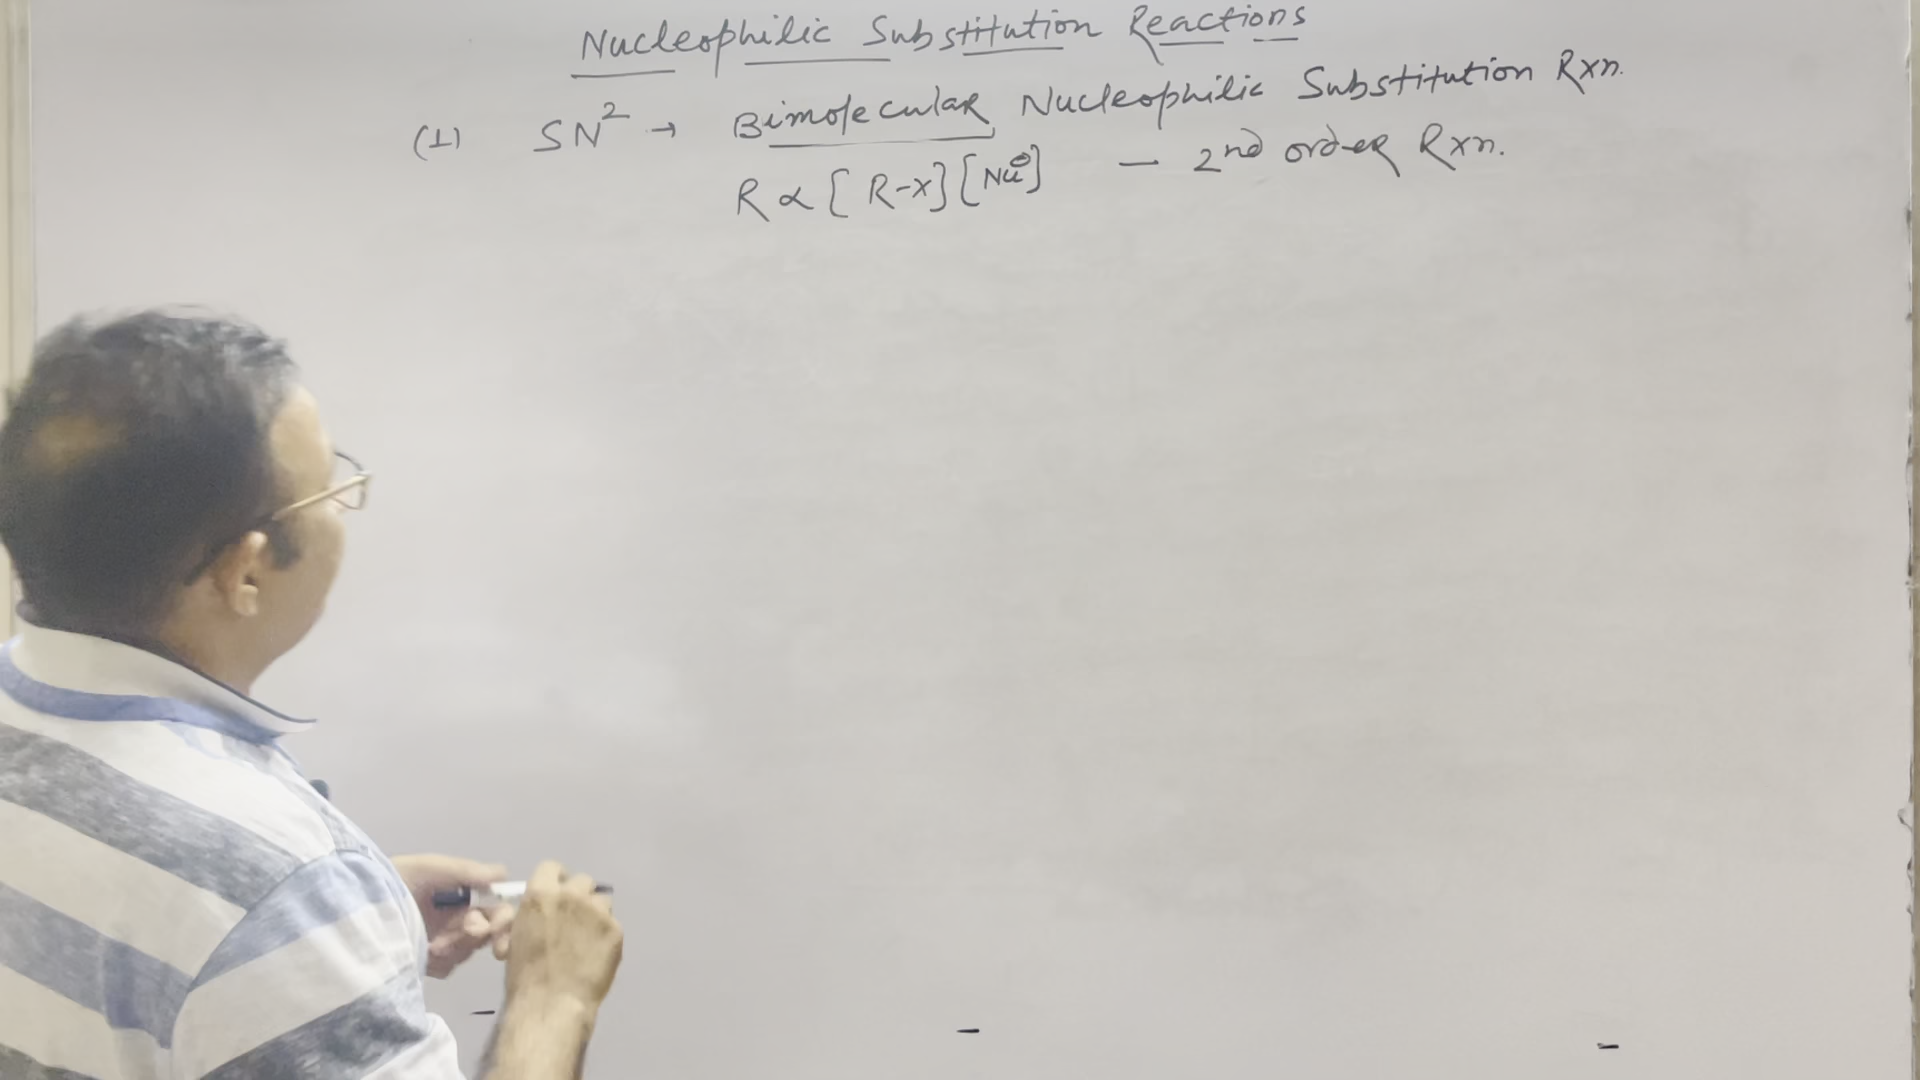 Nucleophilic Substitution Reactions
(1) SN² → Bimolecular Nucleophilic Substitution Rxn.
R ∝ [R-X][Nu⊖] — 2nd order Rxn.